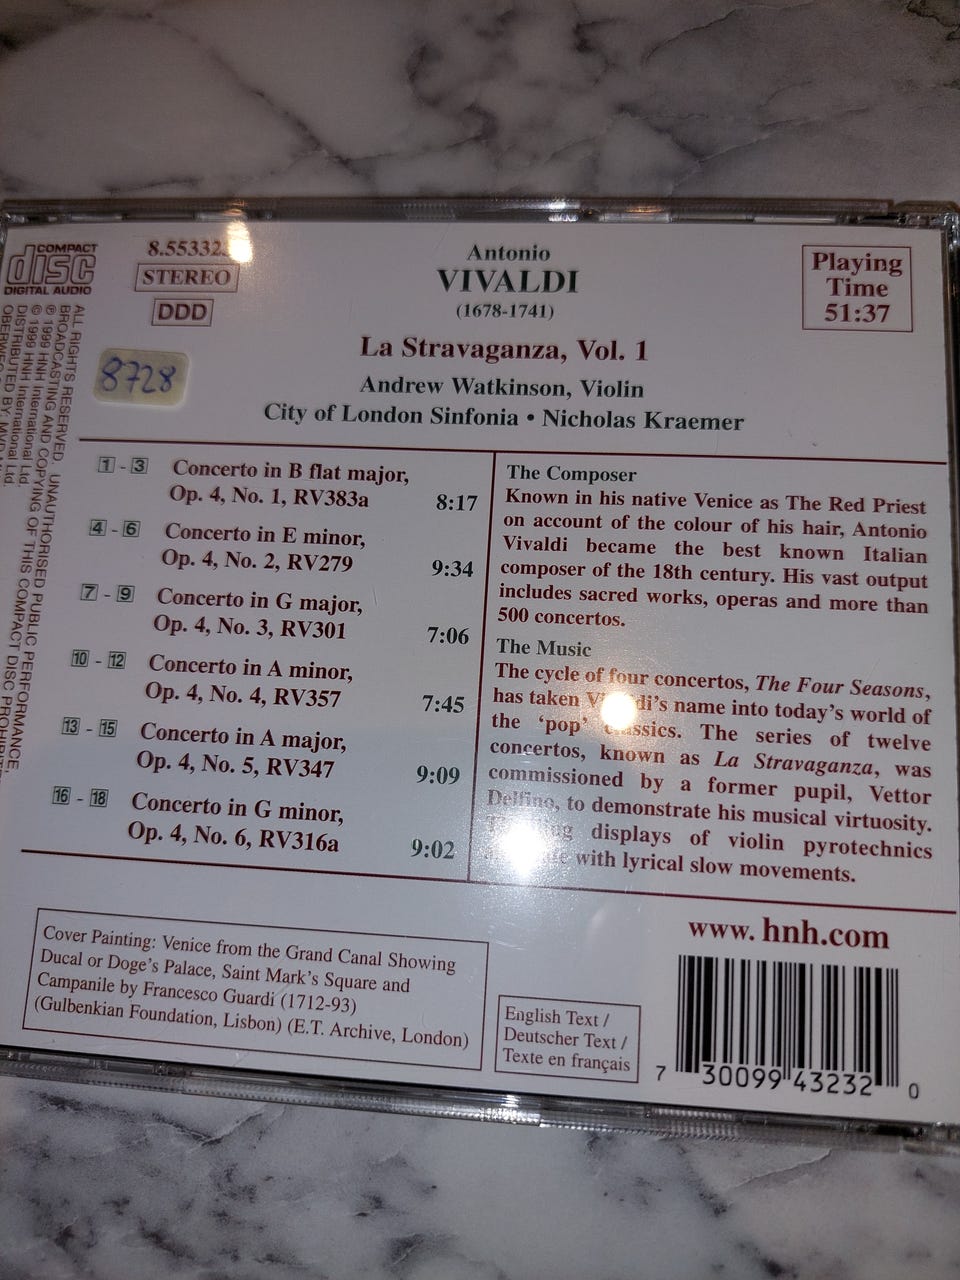 COMPACT
disc
DIGITAL AUDIO
STEREO
DDD
8728
Antonio
VIVALDI
(1678-1741)
La Stravaganza, Vol. 1
Andrew Watkinson, Violin
City of London Sinfonia • Nicholas Kraemer
Playing
Time
51:37
1 - 3 Concerto in B flat major,
Op. 4, No. 1, RV383a 8:17
4 - 6 Concerto in E minor,
Op. 4, No. 2, RV279 9:34
7 - 9 Concerto in G major,
Op. 4, No. 3, RV301 7:06
10 - 12 Concerto in A minor,
Op. 4, No. 4, RV357 7:45
13 - 15 Concerto in A major,
Op. 4, No. 5, RV347 9:09
16 - 18 Concerto in G minor,
Op. 4, No. 6, RV316a 9:02
The Composer
Known in his native Venice as The Red Priest
on account of the colour of his hair, Antonio
Vivaldi became the best known Italian
composer of the 18th century. His vast output
includes sacred works, operas and more than
500 concertos.
The Music
The cycle of four concertos, The Four Seasons,
has taken Vivaldi's name into today's world of
the 'pop' classics. The series of twelve
concertos, known as La Stravaganza, was
commissioned by a former pupil, Vettor
Delfino, to demonstrate his musical virtuosity.
displays of violin pyrotechnics
with lyrical slow movements.
www.hnh.com
Cover Painting: Venice from the Grand Canal Showing
Ducal or Doge's Palace, Saint Mark's Square and
Campanile by Francesco Guardi (1712-93)
(Gulbenkian Foundation, Lisbon) (E.T. Archive, London)
English Text /
Deutscher Text /
Texte en français
7 30099 43232 0
ALL RIGHTS RESERVED. UNAUTHORISED PUBLIC PERFORMANCE,
BROADCASTING AND COPYING OF THIS COMPACT DISC
℗ 1999 HNH International Ltd.
© 1999 HNH International Ltd.
DISTRIBUTED BY: